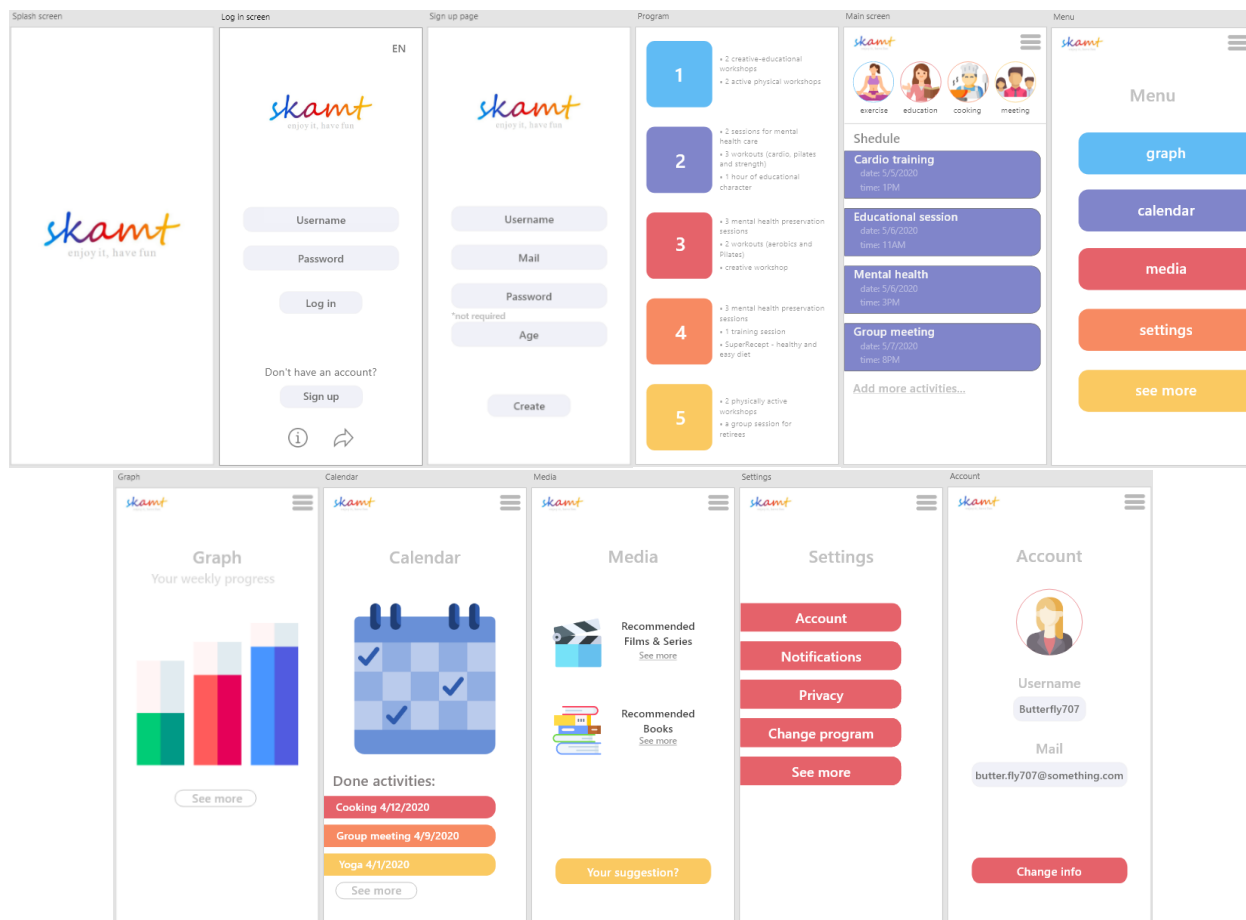 Splash screen
skamt
enjoy it, have fun
Log in screen
EN
skamt
enjoy it, have fun
Username
Password
Log in
Don't have an account?
Sign up
Sign up page
skamt
enjoy it, have fun
Username
Mail
Password
*not required
Age
Create
Program
1
• 2 creative-educational
workshops
• 2 active physical workshops
2
• 2 sessions for mental
health care
• 3 workouts (cardio, pilates
and strength)
• 1 hour of educational
character
3
• 3 mental health preservation
sessions
• 2 workouts (aerobics and
Pilates)
• creative workshop
4
• 3 mental health preservation
sessions
• 1 training session
• SuperRecept - healthy and
easy diet
5
• 2 physically active
workshops
• a group session for
retirees
Main screen
skamt
exercise education cooking meeting
Shedule
Cardio training
date: 5/5/2020
time: 1PM
Educational session
date: 5/6/2020
time: 11AM
Mental health
date: 5/6/2020
time: 3PM
Group meeting
date: 5/7/2020
time: 8PM
Add more activities...
Menu
skamt
Menu
graph
calendar
media
settings
see more
Graph
skamt
Graph
Your weekly progress
See more
Calendar
skamt
Calendar
Done activities:
Cooking 4/12/2020
Group meeting 4/9/2020
Yoga 4/1/2020
See more
Media
skamt
Media
Recommended
Films & Series
See more
Recommended
Books
See more
Your suggestion?
Settings
skamt
Settings
Account
Notifications
Privacy
Change program
See more
Account
skamt
Account
Username
Butterfly707
Mail
butter.fly707@something.com
Change info